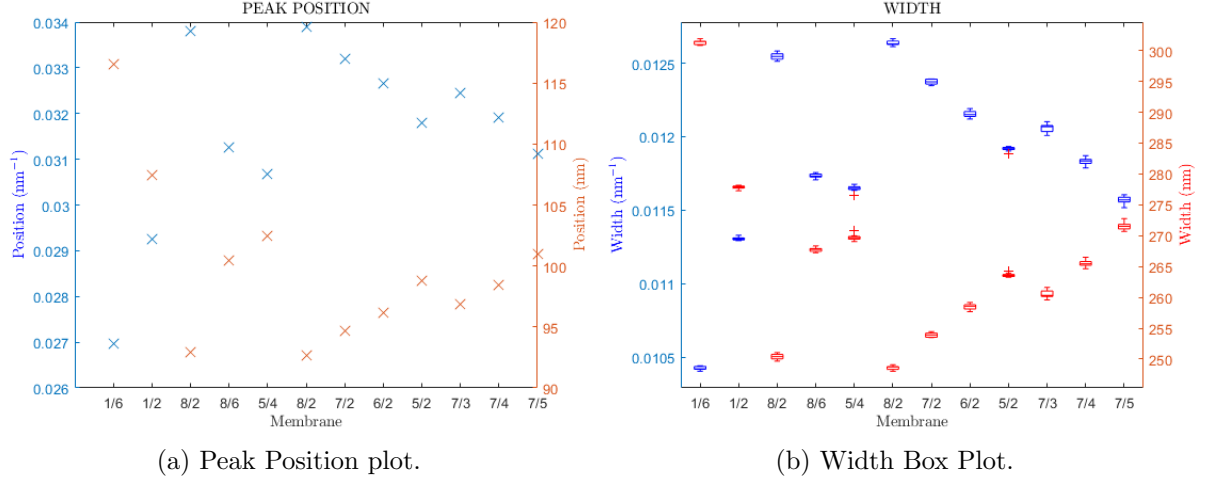 PEAK POSITION
0.034
0.033
0.032
0.031
0.03
0.029
0.028
0.027
0.026
Position (nm⁻¹)
120
115
110
105
100
95
90
Position (nm)
1/6 1/2 8/2 8/6 5/4 8/2 7/2 6/2 5/2 7/3 7/4 7/5
Membrane
(a) Peak Position plot.
WIDTH
0.0125
0.012
0.0115
0.011
0.0105
Width (nm⁻¹)
300
295
290
285
280
275
270
265
260
255
250
Width (nm)
1/6 1/2 8/2 8/6 5/4 8/2 7/2 6/2 5/2 7/3 7/4 7/5
Membrane
(b) Width Box Plot.